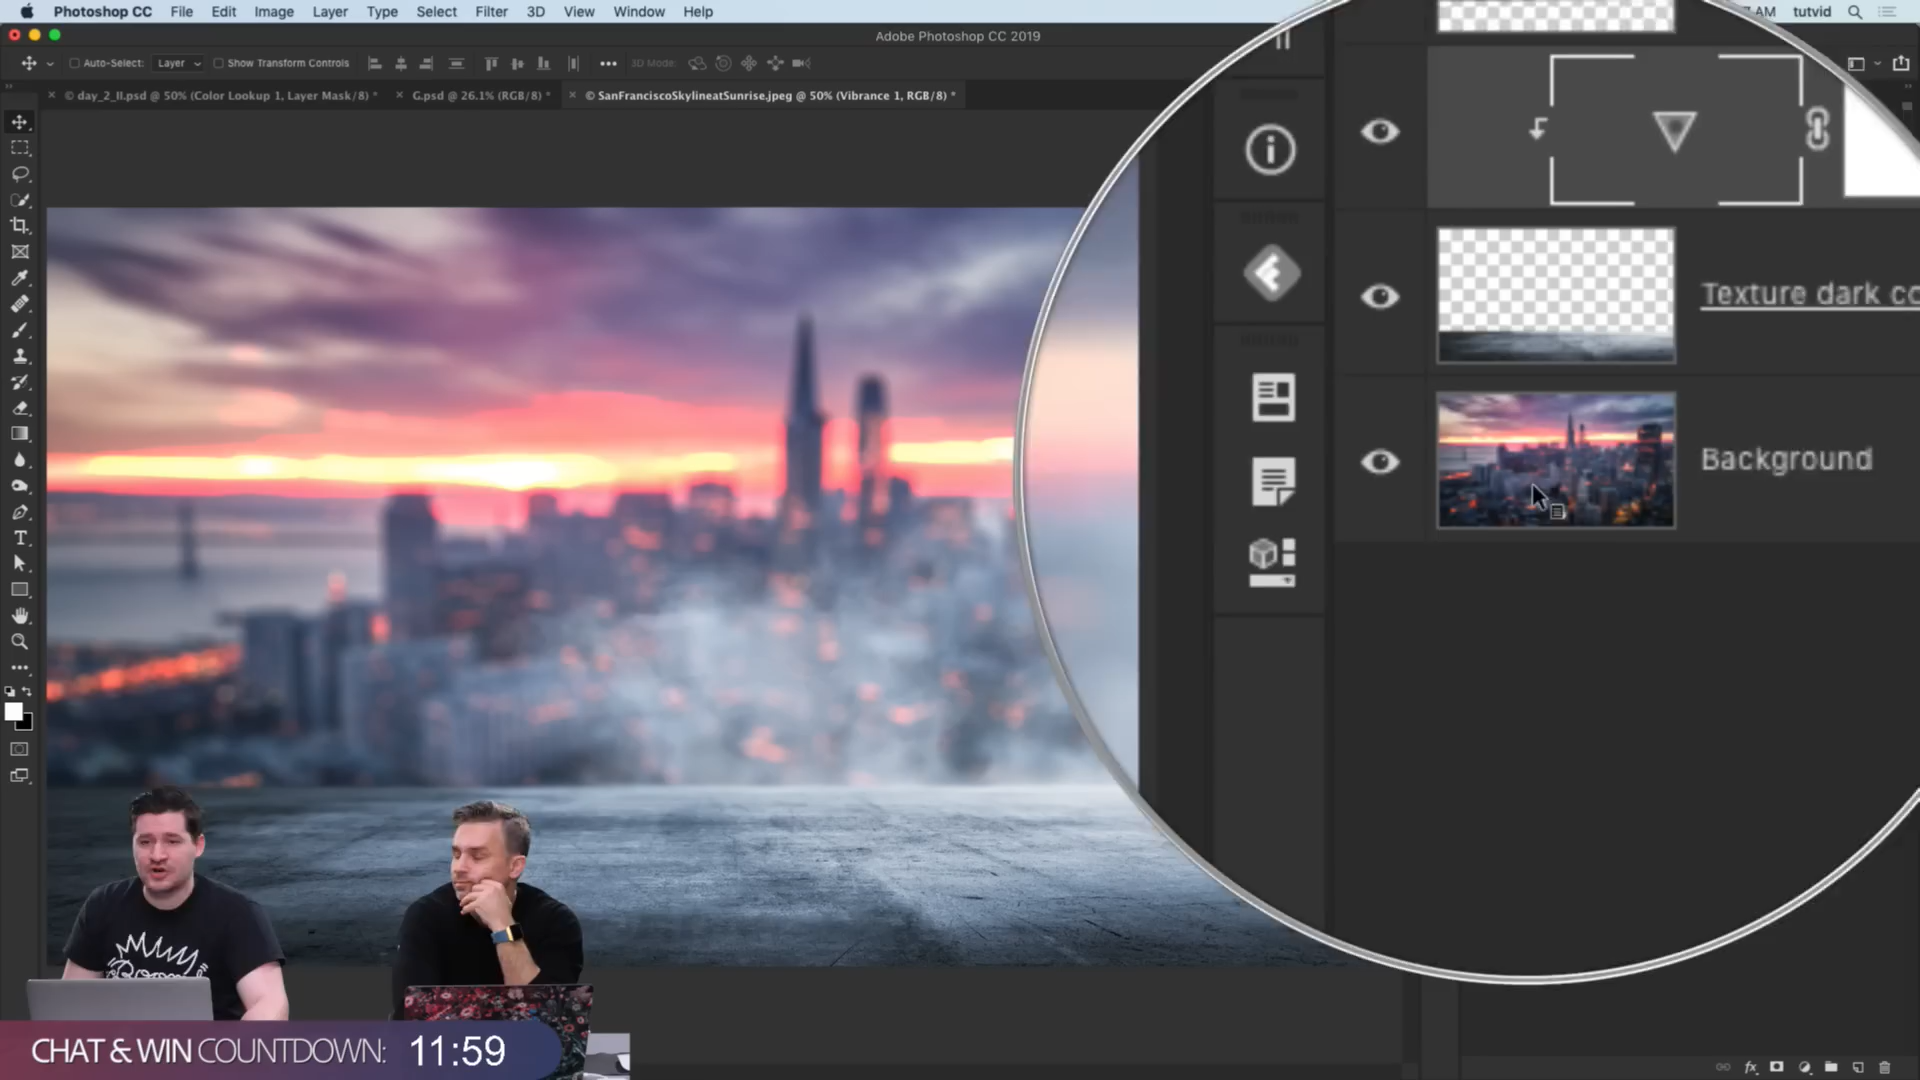 Photoshop CC File Edit Image Layer Type Select Filter 3D View Window Help
AM tutvid
Adobe Photoshop CC 2019
Auto-Select: Layer Show Transform Controls 3D Mode:
© day_2_II.psd @ 50% (Color Lookup 1, Layer Mask/8) * G.psd @ 26.1% (RGB/8) * © SanFranciscoSkylineatSunrise.jpeg @ 50% (Vibrance 1, RGB/8) *
Texture dark
Background
CHAT & WIN COUNTDOWN: 11:59